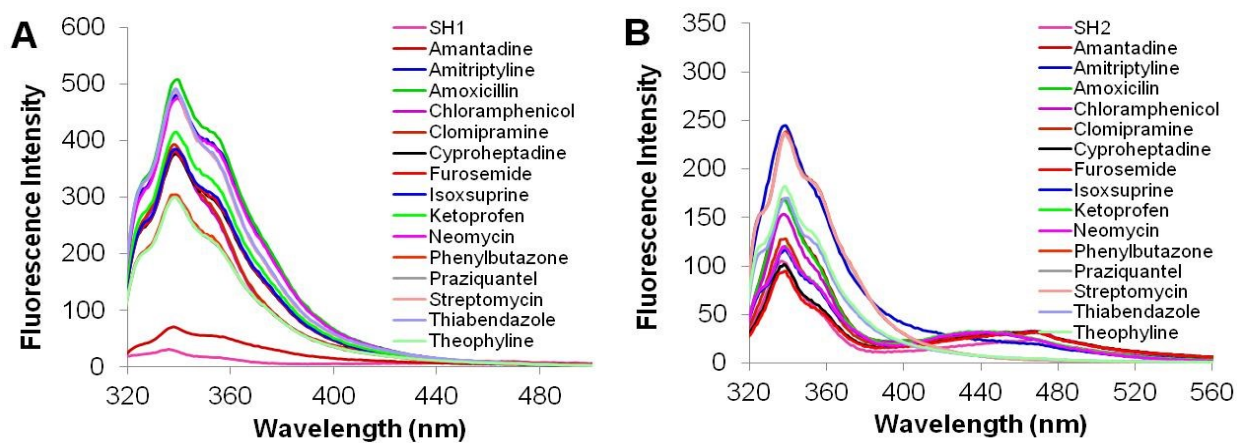 A
Fluorescence Intensity
600
500
400
300
200
100
0
320
360
400
440
480
Wavelength (nm)
SH1
Amantadine
Amitriptyline
Amoxicillin
Chloramphenicol
Clomipramine
Cyproheptadine
Furosemide
Isoxsuprine
Ketoprofen
Neomycin
Phenylbutazone
Praziquantel
Streptomycin
Thiabendazole
Theophyline
B
Fluorescence Intensity
350
300
250
200
150
100
50
0
320
360
400
440
480
520
560
Wavelength (nm)
SH2
Amantadine
Amitriptyline
Amoxicilin
Chloramphenicol
Clomipramine
Cyproheptadine
Furosemide
Isoxsuprine
Ketoprofen
Neomycin
Phenylbutazone
Praziquantel
Streptomycin
Thiabendazole
Theophyline